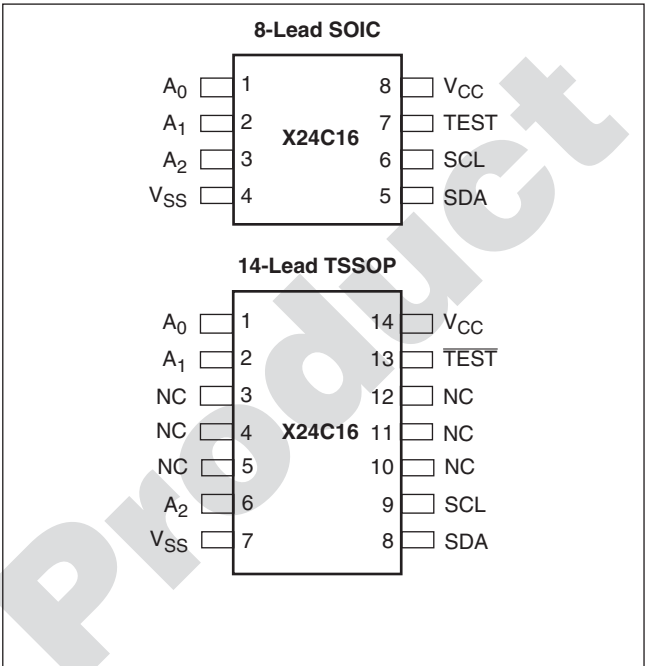 8-Lead SOIC
A0 1 8 VCC
A1 2 7 TEST
X24C16
A2 3 6 SCL
VSS 4 5 SDA
14-Lead TSSOP
A0 1 14 VCC
A1 2 13 TEST
NC 3 12 NC
NC 4 X24C16 11 NC
NC 5 10 NC
A2 6 9 SCL
VSS 7 8 SDA
Product